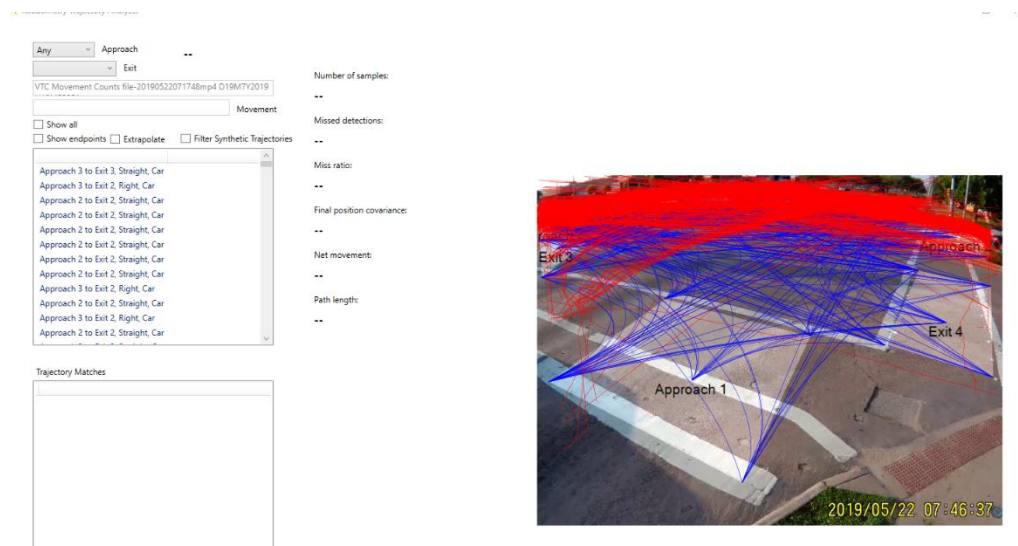 Any
Approach
--
Exit
VTC Movement Counts file-20190522071748mp4 D19M7Y2019
Movement
Show all
Show endpoints
Extrapolate
Filter Synthetic Trajectories
Approach 3 to Exit 3, Straight, Car
Approach 3 to Exit 2, Right, Car
Approach 2 to Exit 2, Straight, Car
Approach 2 to Exit 2, Straight, Car
Approach 2 to Exit 2, Straight, Car
Approach 2 to Exit 2, Straight, Car
Approach 2 to Exit 2, Straight, Car
Approach 2 to Exit 2, Straight, Car
Approach 3 to Exit 2, Right, Car
Approach 2 to Exit 2, Straight, Car
Approach 3 to Exit 2, Right, Car
Approach 2 to Exit 2, Straight, Car
Trajectory Matches
Number of samples:
--
Missed detections:
--
Miss ratio:
--
Final position covariance:
--
Net movement:
--
Path length:
--
Exit 3
Approach
Exit 4
Approach 1
2019/05/22 07:46:37